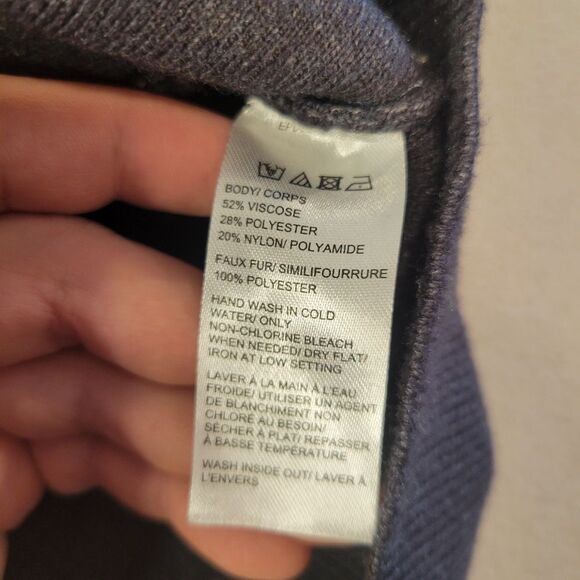 BODY/ CORPS
52% VISCOSE
28% POLYESTER
20% NYLON/ POLYAMIDE
FAUX FUR/ SIMILIFOURRURE
100% POLYESTER
HAND WASH IN COLD
WATER/ ONLY
NON-CHLORINE BLEACH
WHEN NEEDED/ DRY FLAT/
IRON AT LOW SETTING
LAVER À LA MAIN À L'EAU
FROIDE/ UTILISER UN AGENT
DE BLANCHIMENT NON
CHLORÉ AU BESOIN/
SÉCHER À PLAT/ REPASSER
À BASSE TEMPÉRATURE
WASH INSIDE OUT/ LAVER À
L'ENVERS